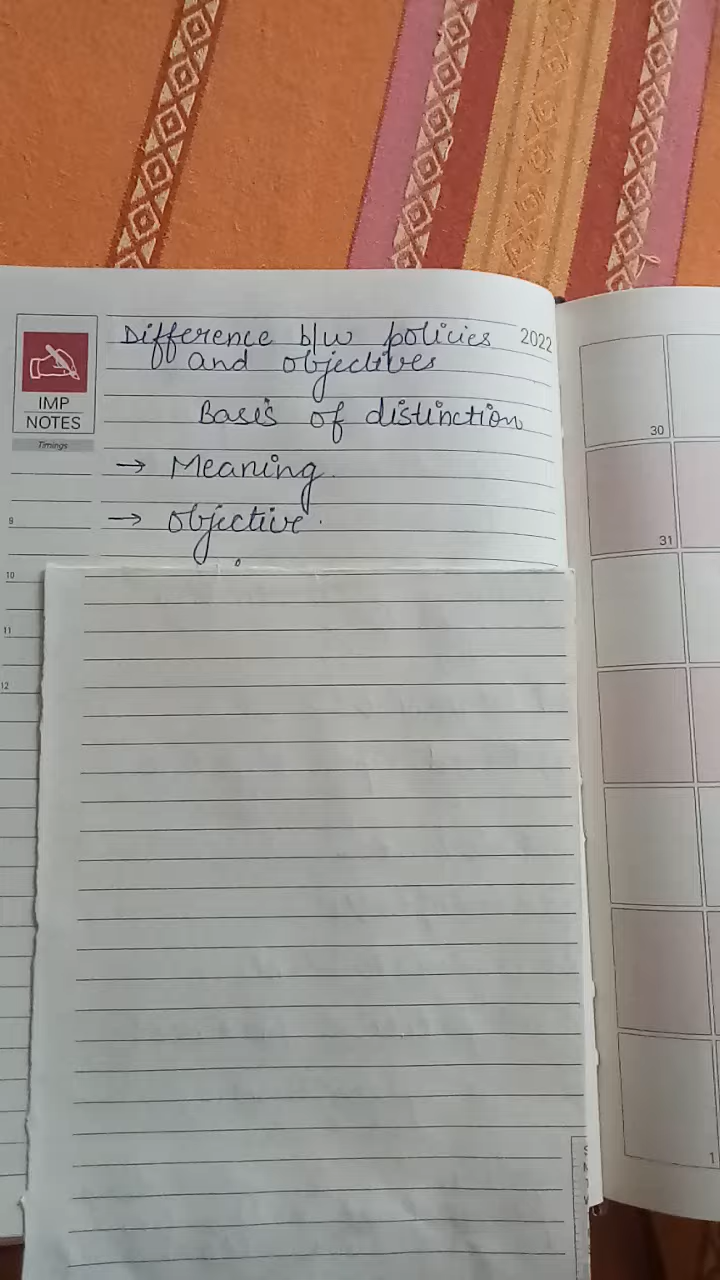 Difference b/w policies 2022
and objectives
IMP
NOTES
Basis of distinction
Timings
→ Meaning.
→ Objective.
9
10
11
12
30
31
1